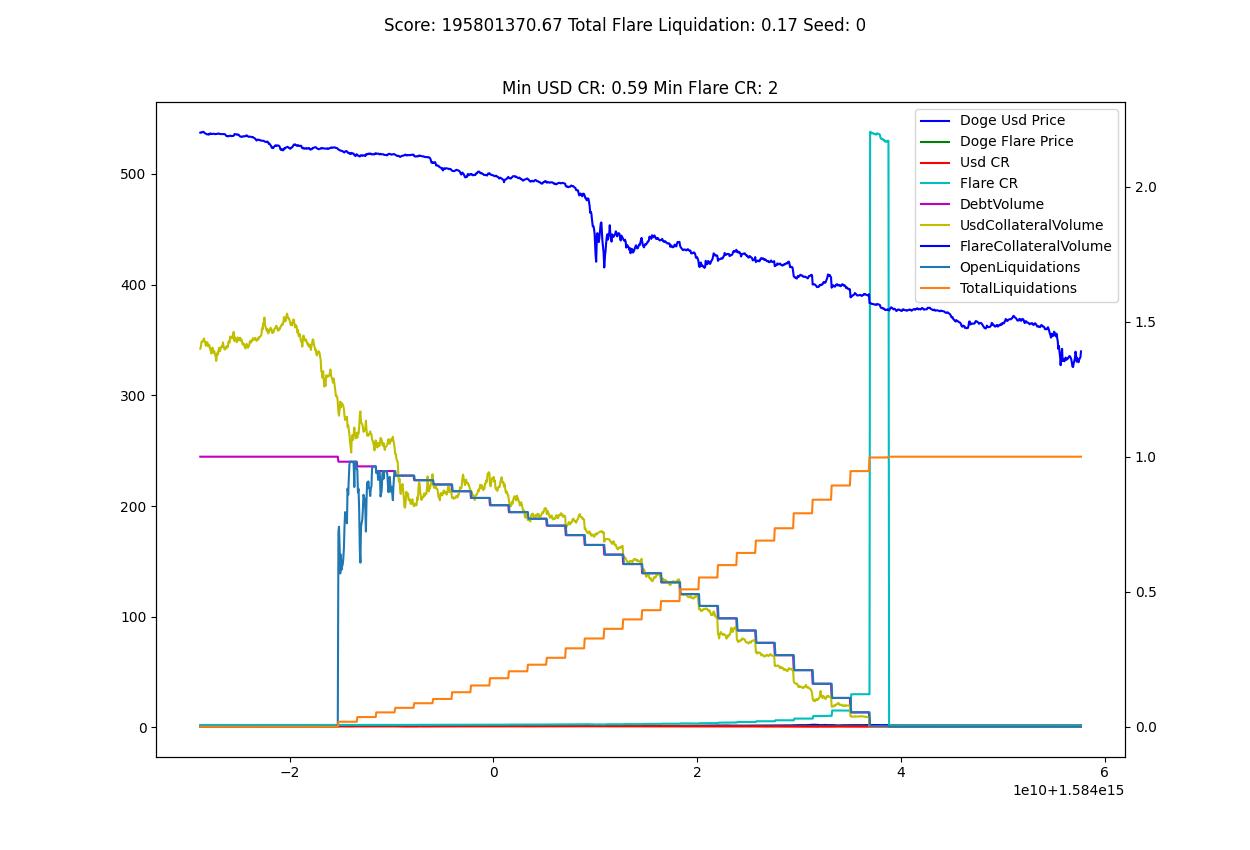 Score: 195801370.67 Total Flare Liquidation: 0.17 Seed: 0
Min USD CR: 0.59 Min Flare CR: 2
Doge Usd Price
Doge Flare Price
Usd CR
Flare CR
DebtVolume
UsdCollateralVolume
FlareCollateralVolume
OpenLiquidations
TotalLiquidations
500
400
300
200
100
0
2.0
1.5
1.0
0.5
0.0
−2
0
2
4
6
1e10+1.584e15